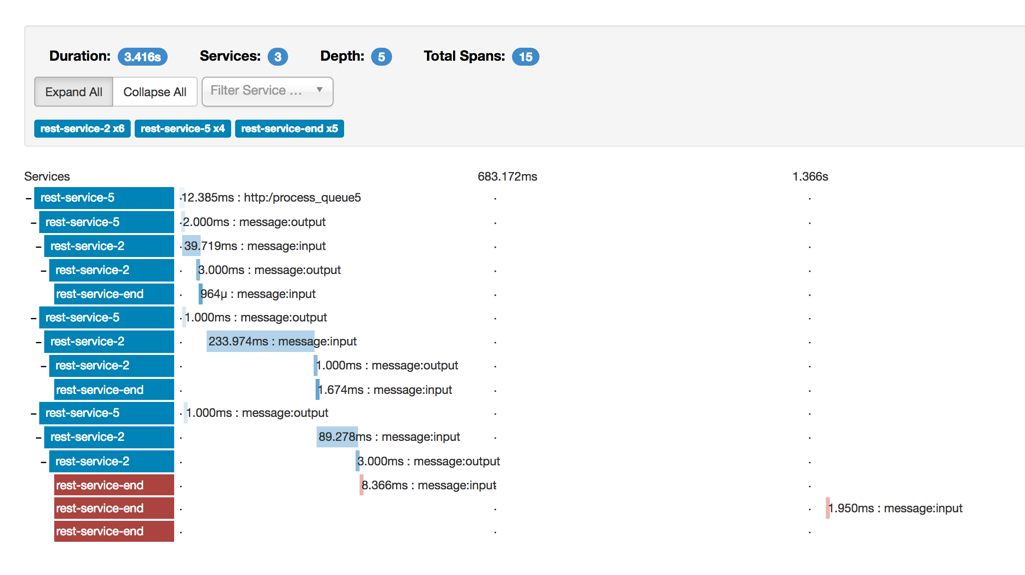 Duration: 3.416s Services: 3 Depth: 5 Total Spans: 15
Expand All Collapse All Filter Service ...
rest-service-2 x6 rest-service-5 x4 rest-service-end x5
Services 683.172ms 1.366s
- rest-service-5 12.385ms : http:/process_queue5
- rest-service-5 2.000ms : message:output
- rest-service-2 39.719ms : message:input
- rest-service-2 3.000ms : message:output
rest-service-end 964μ : message:input
- rest-service-5 1.000ms : message:output
- rest-service-2 233.974ms : message:input
- rest-service-2 1.000ms : message:output
rest-service-end 1.674ms : message:input
- rest-service-5 1.000ms : message:output
- rest-service-2 89.278ms : message:input
- rest-service-2 3.000ms : message:output
rest-service-end 8.366ms : message:input
rest-service-end 1.950ms : message:input
rest-service-end